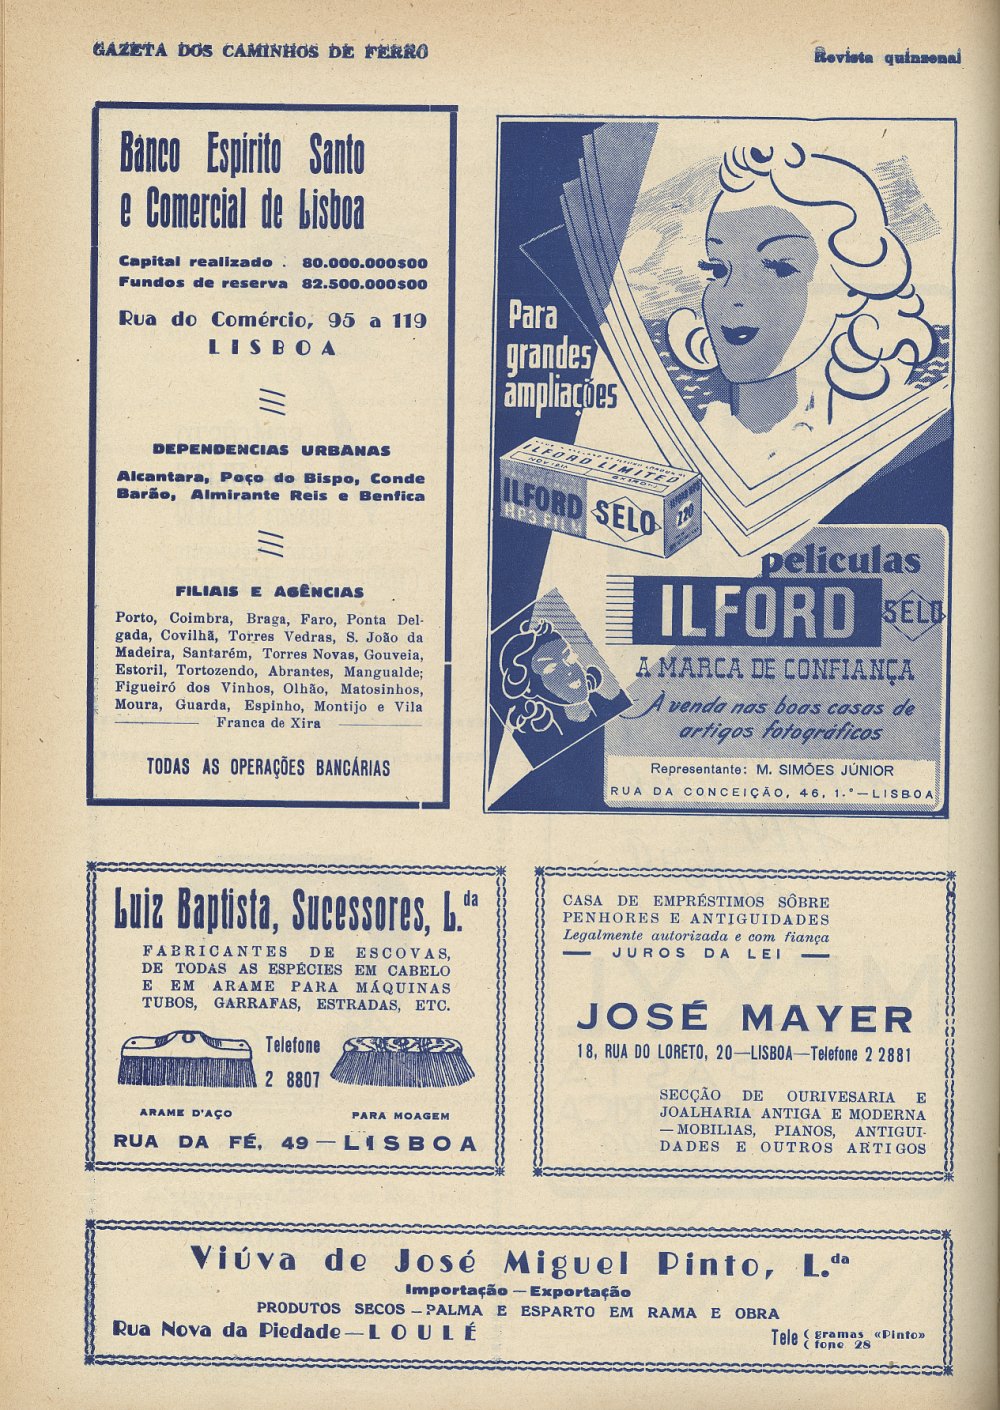 GAZETA DOS CAMINHOS DE FERRO
Revista quinzenal
Banco Espírito Santo
e Comercial de Lisboa
Capital realizado . 80.000.000$00
Fundos de reserva 82.500.000$00
Rua do Comércio, 95 a 119
LISBOA
DEPENDENCIAS URBANAS
Alcantara, Poço do Bispo, Conde
Barão, Almirante Reis e Benfica
FILIAIS E AGÊNCIAS
Porto, Coimbra, Braga, Faro, Ponta Del-
gada, Covilhã, Torres Vedras, S. João da
Madeira, Santarém, Torres Novas, Gouveia,
Estoril, Tortozendo, Abrantes, Mangualde;
Figueiró dos Vinhos, Olhão, Matosinhos,
Moura, Guarda, Espinho, Montijo e Vila
Franca de Xira
TODAS AS OPERAÇÕES BANCÁRIAS
Para
grandes
ampliações
ILFORD LIMITED
ILFORD
HP3 FILM
SELO
220
peliculas
ILFORD
SELO
A MARCA DE CONFIANÇA
À venda nas boas casas de
artigos fotográficos
Representante: M. SIMÕES JÚNIOR
RUA DA CONCEIÇÃO, 46, 1.º — LISBOA
Luiz Baptista, Sucessores, L.da
FABRICANTES DE ESCOVAS,
DE TODAS AS ESPÉCIES EM CABELO
E EM ARAME PARA MÁQUINAS
TUBOS, GARRAFAS, ESTRADAS, ETC.
Telefone
2 8807
ARAME D'AÇO
PARA MOAGEM
RUA DA FÉ, 49 — LISBOA
CASA DE EMPRÉSTIMOS SÔBRE
PENHORES E ANTIGUIDADES
Legalmente autorizada e com fiança
— JUROS DA LEI —
JOSÉ MAYER
18, RUA DO LORETO, 20—LISBOA—Telefone 2 2881
SECÇÃO DE OURIVESARIA E
JOALHARIA ANTIGA E MODERNA
— MOBILIAS, PIANOS, ANTIGUI-
DADES E OUTROS ARTIGOS
Viúva de José Miguel Pinto, L.da
Importação — Exportação
PRODUTOS SECOS — PALMA E ESPARTO EM RAMA E OBRA
Rua Nova da Piedade — LOULÉ
Tele ( gramas «Pinto»
( fone 28